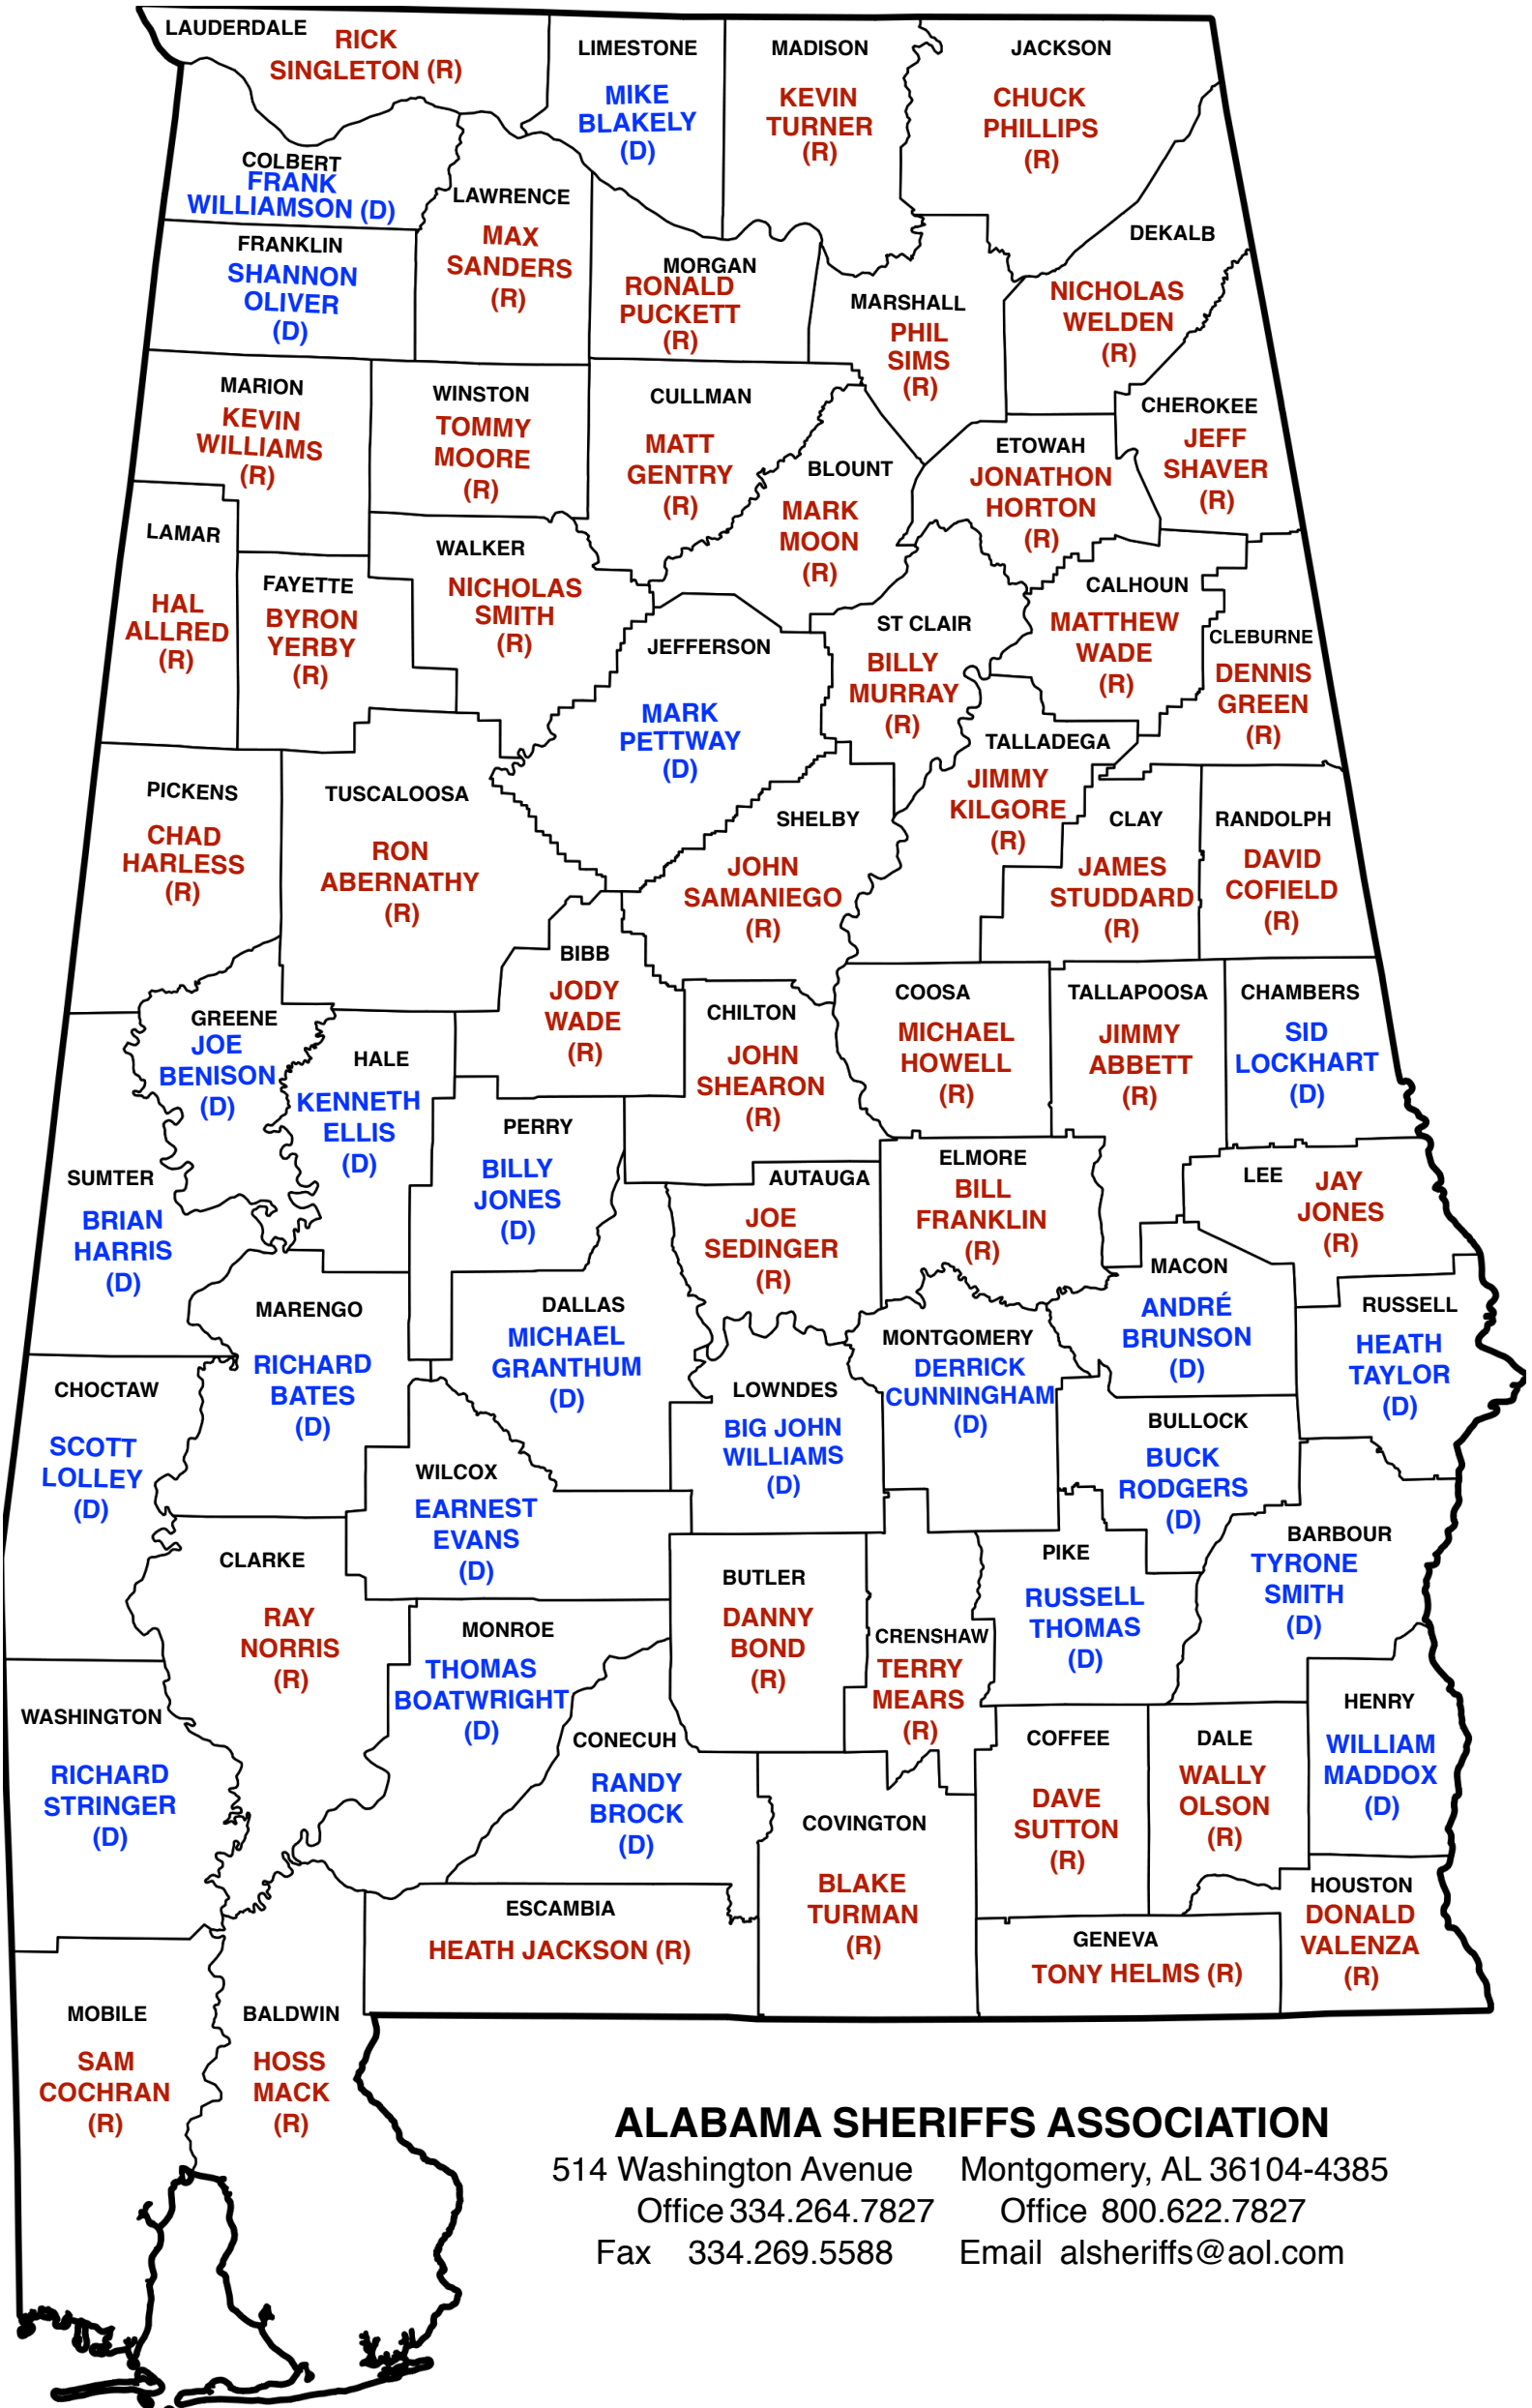 LAUDERDALE
RICK
SINGLETON (R)
LIMESTONE
MIKE
BLAKELY
(D)
MADISON
KEVIN
TURNER
(R)
JACKSON
CHUCK
PHILLIPS
(R)
COLBERT
FRANK
WILLIAMSON (D)
LAWRENCE
MAX
SANDERS
(R)
FRANKLIN
SHANNON
OLIVER
(D)
MORGAN
RONALD
PUCKETT
(R)
MARSHALL
PHIL
SIMS
(R)
DEKALB
NICHOLAS
WELDEN
(R)
MARION
KEVIN
WILLIAMS
(R)
WINSTON
TOMMY
MOORE
(R)
CULLMAN
MATT
GENTRY
(R)
BLOUNT
MARK
MOON
(R)
ETOWAH
JONATHON
HORTON
(R)
CHEROKEE
JEFF
SHAVER
(R)
LAMAR
HAL
ALLRED
(R)
FAYETTE
BYRON
YERBY
(R)
WALKER
NICHOLAS
SMITH
(R)
JEFFERSON
MARK
PETTWAY
(D)
ST CLAIR
BILLY
MURRAY
(R)
CALHOUN
MATTHEW
WADE
(R)
CLEBURNE
DENNIS
GREEN
(R)
PICKENS
CHAD
HARLESS
(R)
TUSCALOOSA
RON
ABERNATHY
(R)
SHELBY
JOHN
SAMANIEGO
(R)
TALLADEGA
JIMMY
KILGORE
(R)
CLAY
JAMES
STUDDARD
(R)
RANDOLPH
DAVID
COFIELD
(R)
BIBB
JODY
WADE
(R)
GREENE
JOE
BENISON
(D)
HALE
KENNETH
ELLIS
(D)
CHILTON
JOHN
SHEARON
(R)
COOSA
MICHAEL
HOWELL
(R)
TALLAPOOSA
JIMMY
ABBETT
(R)
CHAMBERS
SID
LOCKHART
(D)
SUMTER
BRIAN
HARRIS
(D)
PERRY
BILLY
JONES
(D)
AUTAUGA
JOE
SEDINGER
(R)
ELMORE
BILL
FRANKLIN
(R)
LEE
JAY
JONES
(R)
MARENGO
RICHARD
BATES
(D)
DALLAS
MICHAEL
GRANTHUM
(D)
LOWNDES
BIG JOHN
WILLIAMS
(D)
MONTGOMERY
DERRICK
CUNNINGHAM
(D)
MACON
ANDRÉ
BRUNSON
(D)
RUSSELL
HEATH
TAYLOR
(D)
CHOCTAW
SCOTT
LOLLEY
(D)
WILCOX
EARNEST
EVANS
(D)
BULLOCK
BUCK
RODGERS
(D)
CLARKE
RAY
NORRIS
(R)
BUTLER
DANNY
BOND
(R)
CRENSHAW
TERRY
MEARS
(R)
PIKE
RUSSELL
THOMAS
(D)
BARBOUR
TYRONE
SMITH
(D)
WASHINGTON
RICHARD
STRINGER
(D)
MONROE
THOMAS
BOATWRIGHT
(D)
CONECUH
RANDY
BROCK
(D)
COVINGTON
BLAKE
TURMAN
(R)
COFFEE
DAVE
SUTTON
(R)
DALE
WALLY
OLSON
(R)
HENRY
WILLIAM
MADDOX
(D)
ESCAMBIA
HEATH JACKSON (R)
GENEVA
TONY HELMS (R)
HOUSTON
DONALD
VALENZA
(R)
MOBILE
SAM
COCHRAN
(R)
BALDWIN
HOSS
MACK
(R)
ALABAMA SHERIFFS ASSOCIATION
514 Washington Avenue Montgomery, AL 36104-4385
Office 334.264.7827 Office 800.622.7827
Fax 334.269.5588 Email alsheriffs@aol.com